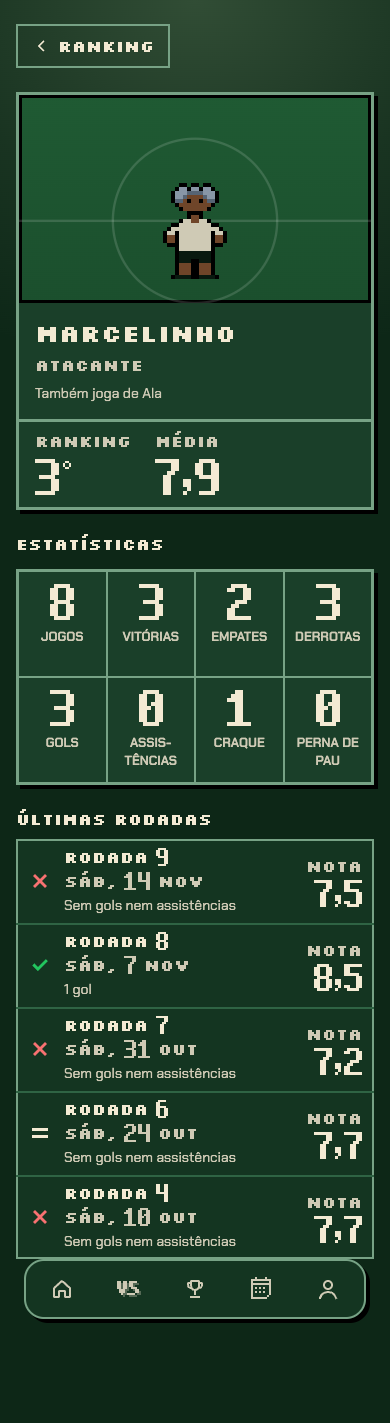 RANKING
MARCELINHO
ATACANTE
Também joga de Ala
RANKING MÉDIA
3° 7,9
ESTATÍSTICAS
8 3 2 3
JOGOS VITÓRIAS EMPATES DERROTAS
3 0 1 0
GOLS ASSIS- CRAQUE PERNA DE
TÊNCIAS PAU
ÚLTIMAS RODADAS
RODADA 9
SÁB, 14 NOV
Sem gols nem assistências
NOTA
7,5
RODADA 8
SÁB, 7 NOV
1 gol
NOTA
8,5
RODADA 7
SÁB, 31 OUT
Sem gols nem assistências
NOTA
7,2
RODADA 6
SÁB, 24 OUT
Sem gols nem assistências
NOTA
7,7
RODADA 4
SÁB, 10 OUT
Sem gols nem assistências
NOTA
7,7
VS